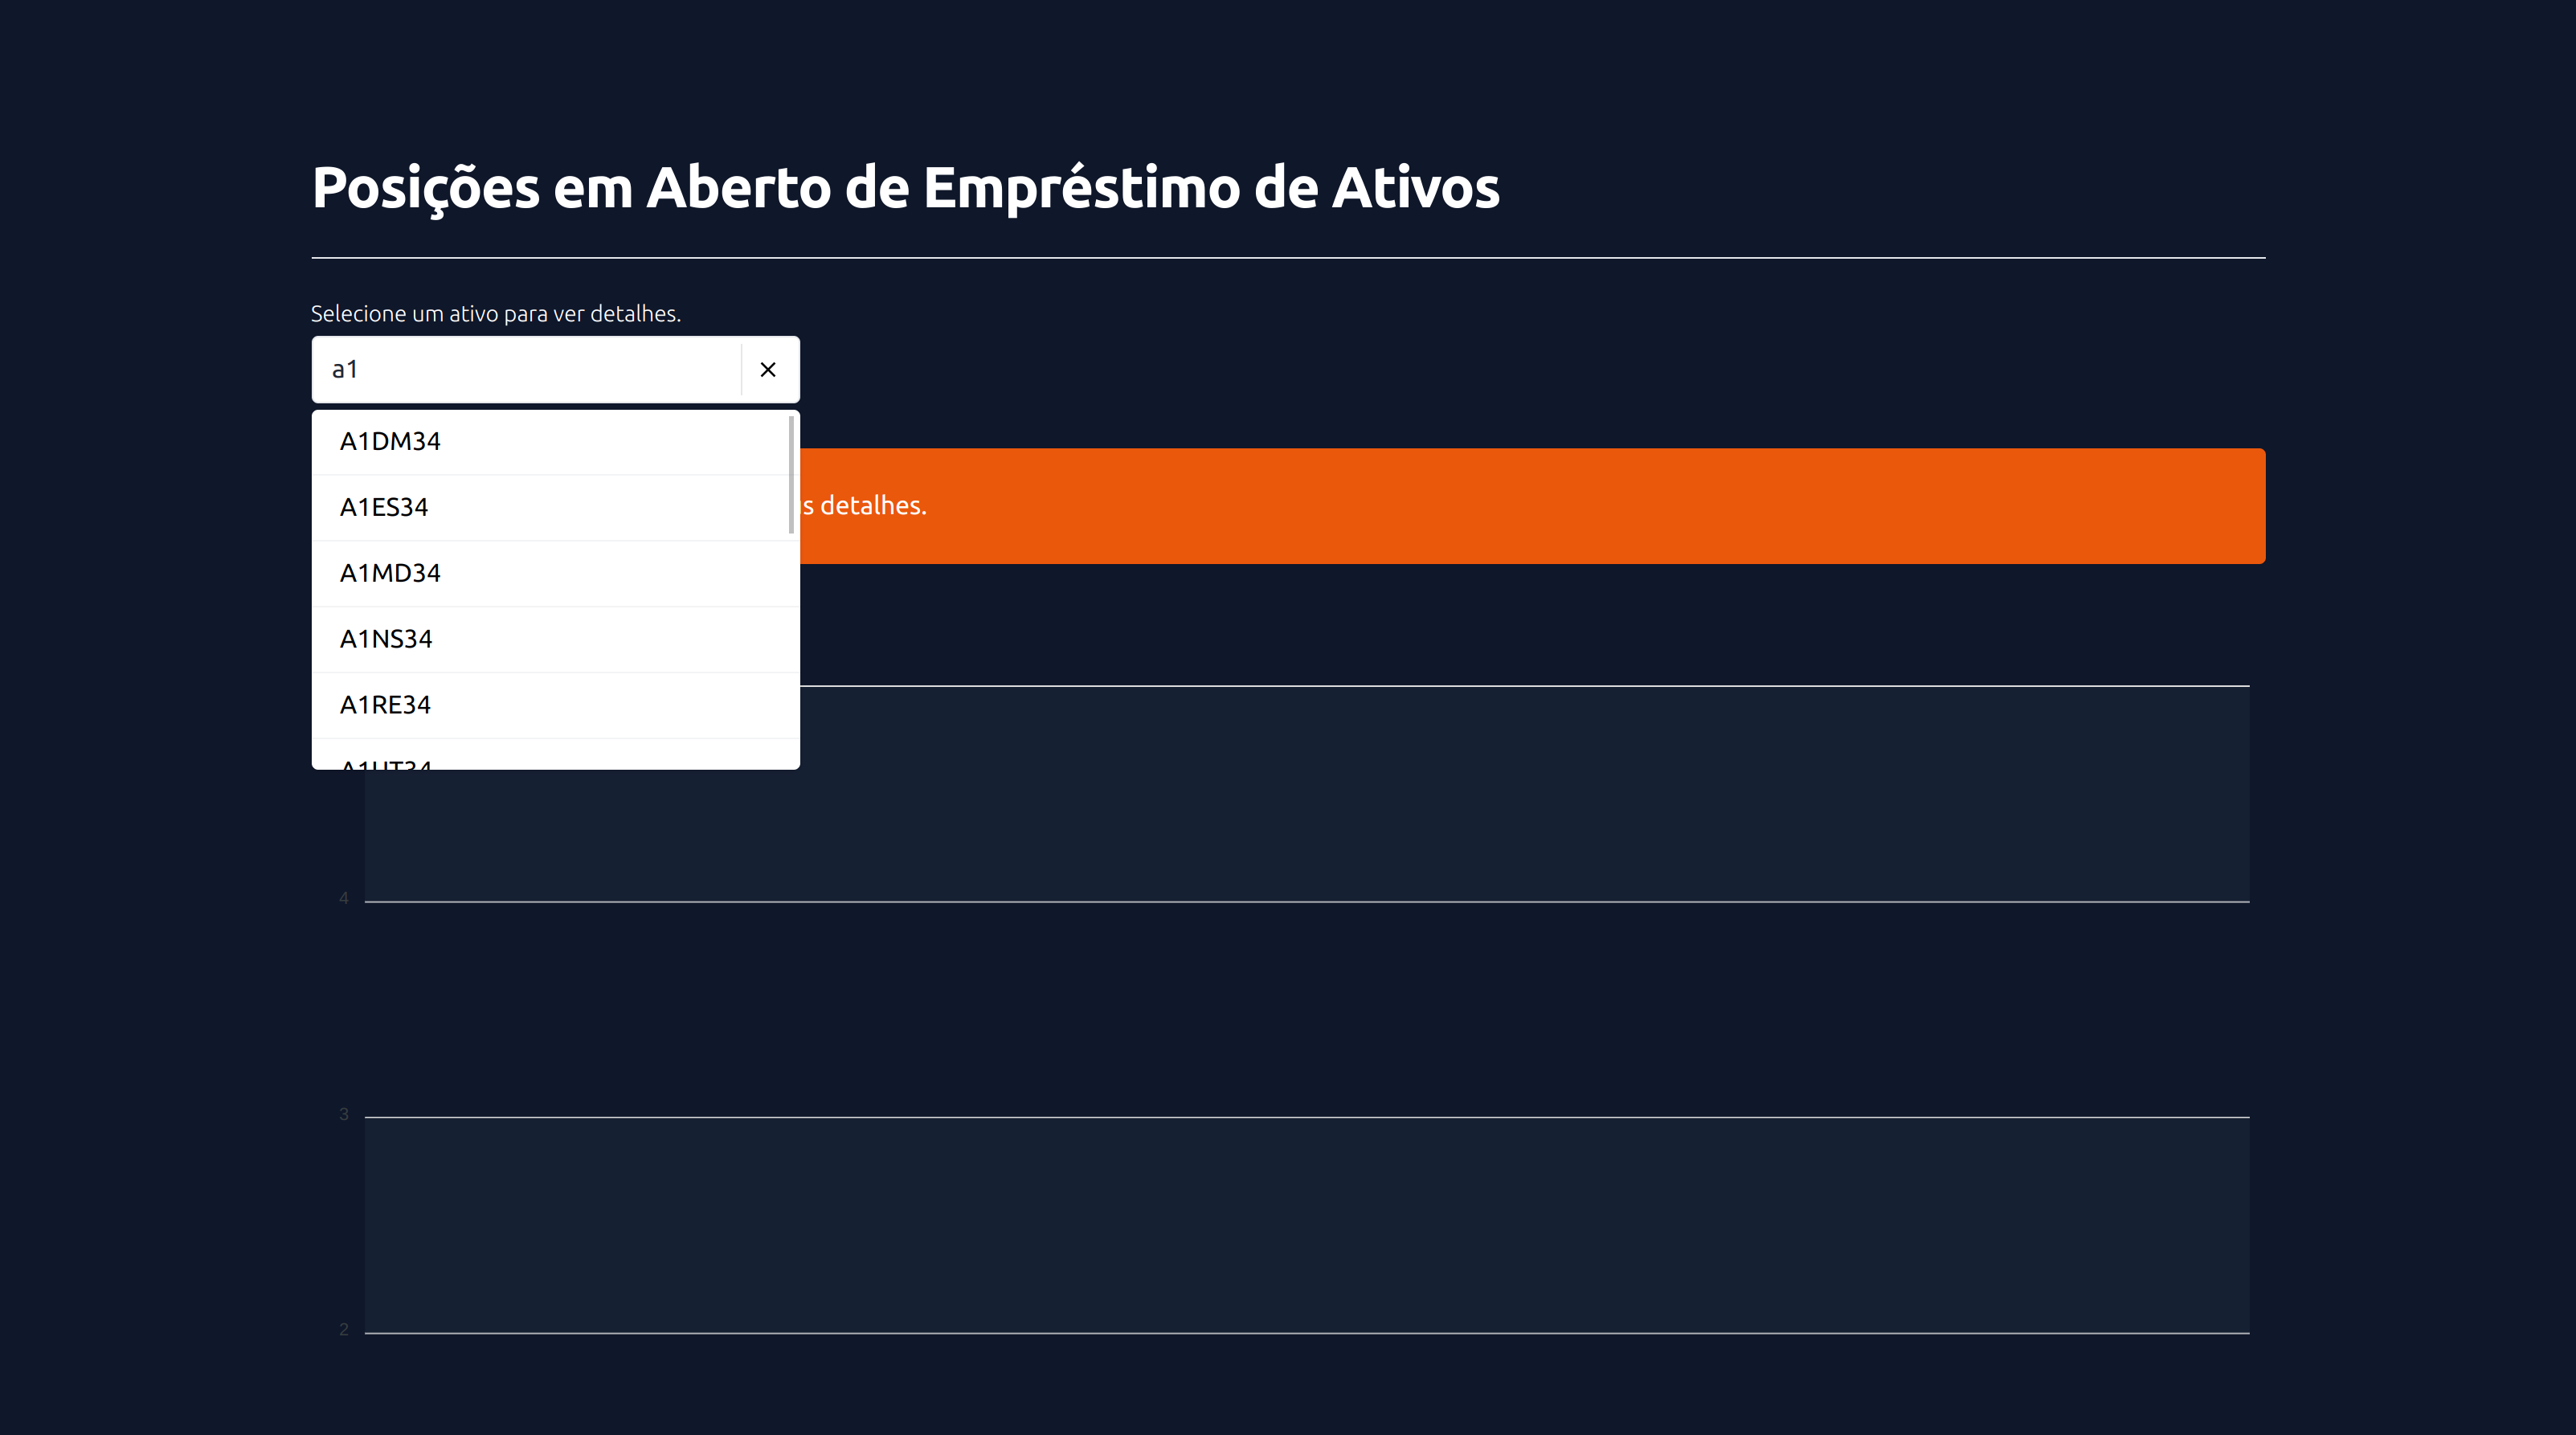 Posições em Aberto de Empréstimo de Ativos
Selecione um ativo para ver detalhes.
a1
A1DM34
A1ES34
s detalhes.
A1MD34
A1NS34
A1RE34
A1UT34
4
3
2